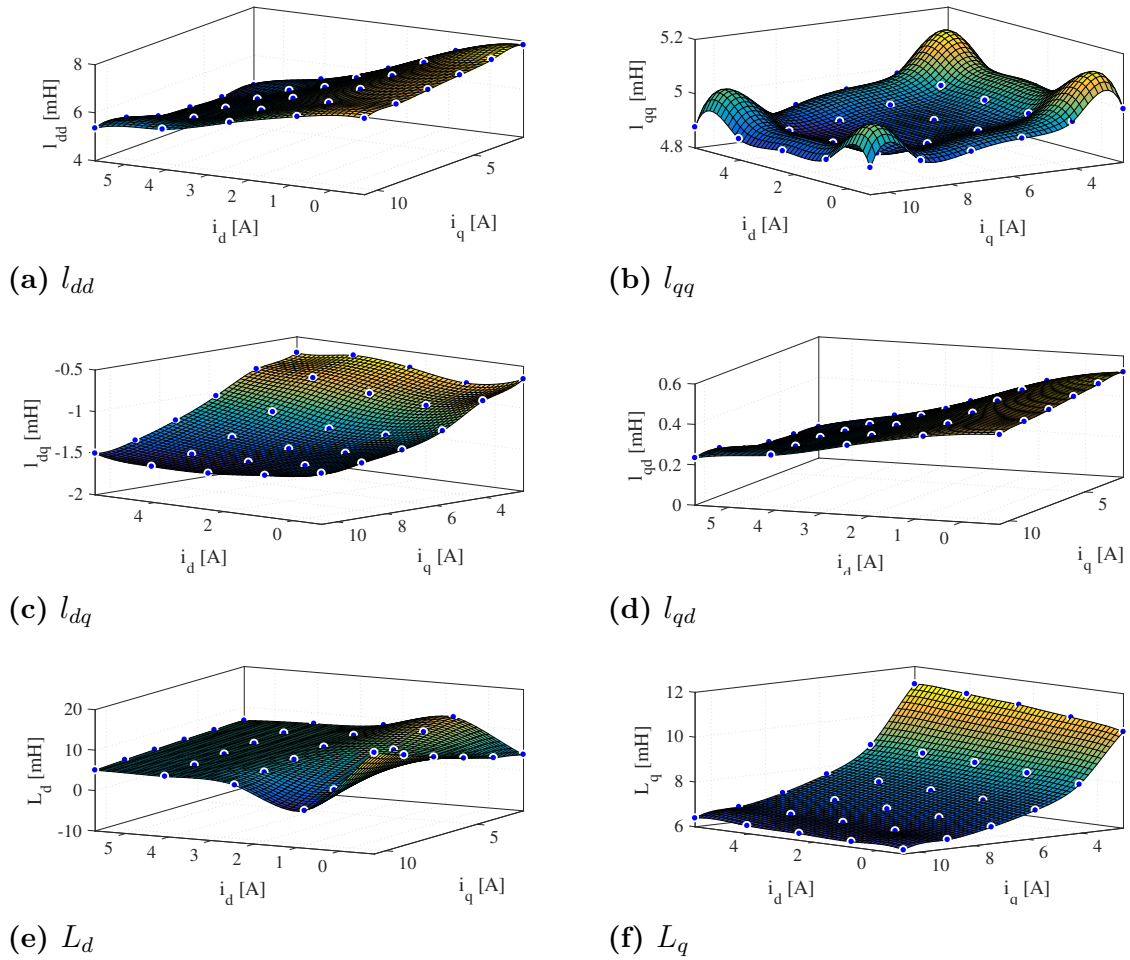 8
6
4
l_dd [mH]
5 4 3 2 1 0
i_d [A]
10 5
i_q [A]
(a) l_dd
5.2
5
4.8
l_qq [mH]
4 2 0
i_d [A]
10 8 6 4
i_q [A]
(b) l_qq
-0.5
-1
-1.5
-2
l_dq [mH]
4 2 0
i_d [A]
10 8 6 4
i_q [A]
(c) l_dq
0.6
0.4
0.2
0
l_qd [mH]
5 4 3 2 1 0
i_d [A]
10 5
i_q [A]
(d) l_qd
20
10
0
-10
L_d [mH]
5 4 3 2 1 0
i_d [A]
10 5
i_q [A]
(e) L_d
12
10
8
6
L_q [mH]
4 2 0
i_d [A]
10 8 6 4
i_q [A]
(f) L_q